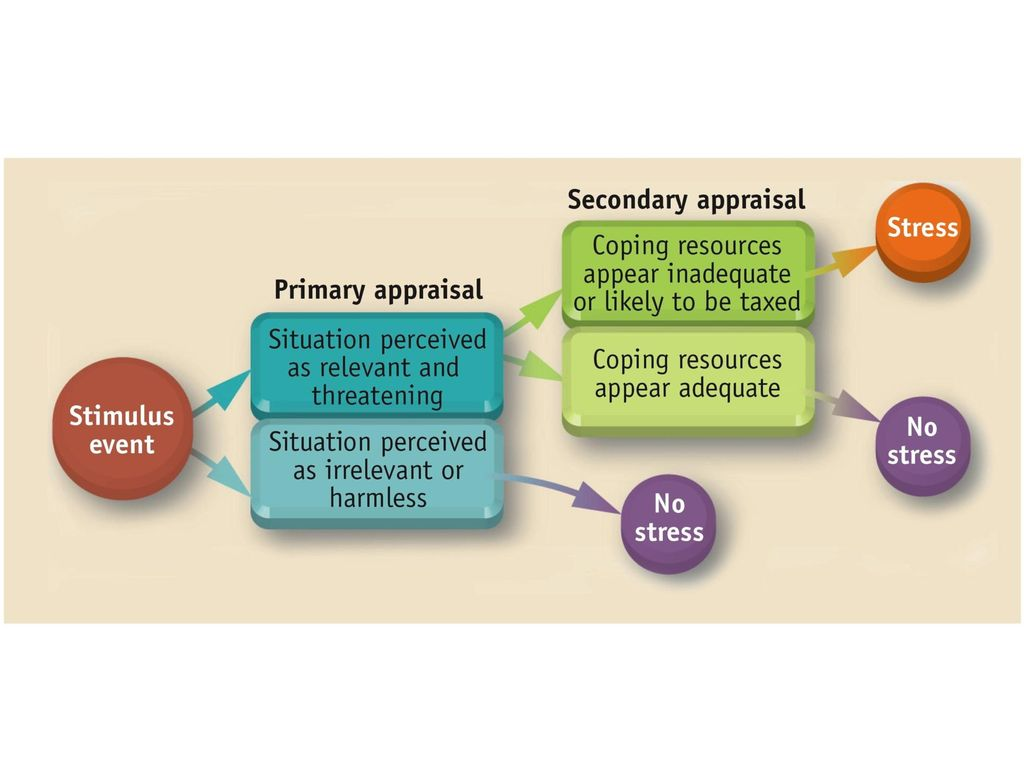 Stimulus
event
Primary appraisal
Situation perceived
as relevant and
threatening
Situation perceived
as irrelevant or
harmless
Secondary appraisal
Coping resources
appear inadequate
or likely to be taxed
Coping resources
appear adequate
Stress
No
stress
No
stress